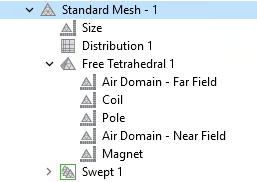 Standard Mesh - 1
Size
Distribution 1
Free Tetrahedral 1
Air Domain - Far Field
Coil
Pole
Air Domain - Near Field
Magnet
Swept 1